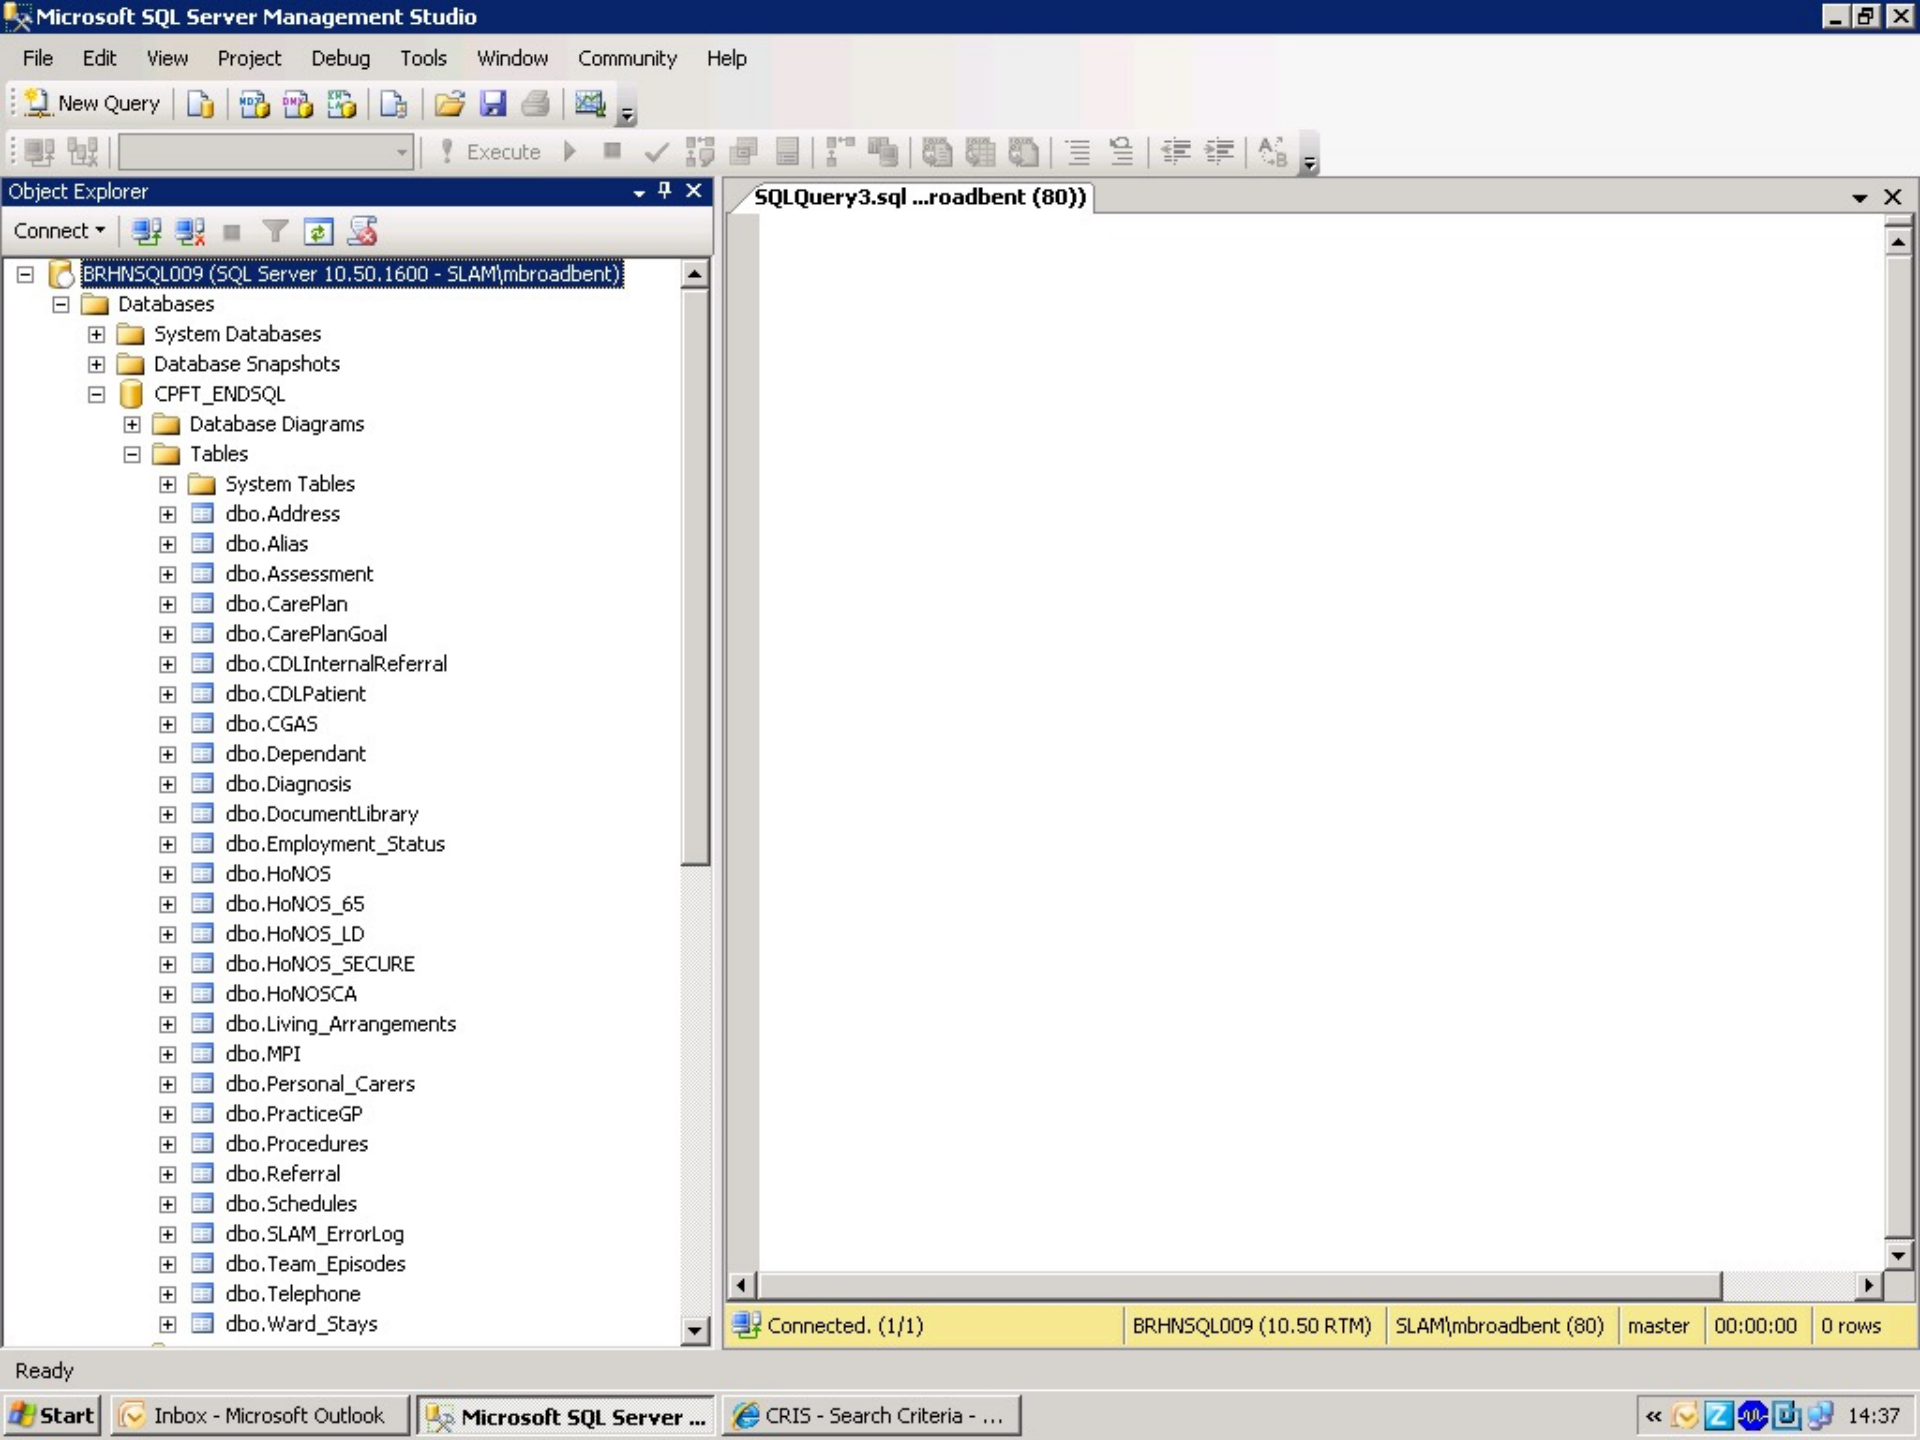 Microsoft SQL Server Management Studio
File Edit View Project Debug Tools Window Community Help
New Query
Execute
Object Explorer
SQLQuery3.sql ...roadbent (80))
Connect
BRHNSQL009 (SQL Server 10.50.1600 - SLAM\mbroadbent)
Databases
System Databases
Database Snapshots
CPFT_ENDSQL
Database Diagrams
Tables
System Tables
dbo.Address
dbo.Alias
dbo.Assessment
dbo.CarePlan
dbo.CarePlanGoal
dbo.CDLInternalReferral
dbo.CDLPatient
dbo.CGAS
dbo.Dependant
dbo.Diagnosis
dbo.DocumentLibrary
dbo.Employment_Status
dbo.HoNOS
dbo.HoNOS_65
dbo.HoNOS_LD
dbo.HoNOS_SECURE
dbo.HoNOSCA
dbo.Living_Arrangements
dbo.MPI
dbo.Personal_Carers
dbo.PracticeGP
dbo.Procedures
dbo.Referral
dbo.Schedules
dbo.SLAM_ErrorLog
dbo.Team_Episodes
dbo.Telephone
dbo.Ward_Stays
Connected. (1/1) BRHNSQL009 (10.50 RTM) SLAM\mbroadbent (80) master 00:00:00 0 rows
Ready
Start Inbox - Microsoft Outlook Microsoft SQL Server ... CRIS - Search Criteria - ... « Z 14:37